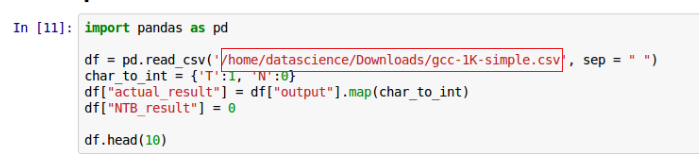 In [11]: import pandas as pd
df = pd.read_csv('/home/datascience/Downloads/gcc-1K-simple.csv', sep = " ")
char_to_int = {'T':1, 'N':0}
df["actual_result"] = df["output"].map(char_to_int)
df["NTB_result"] = 0
df.head(10)